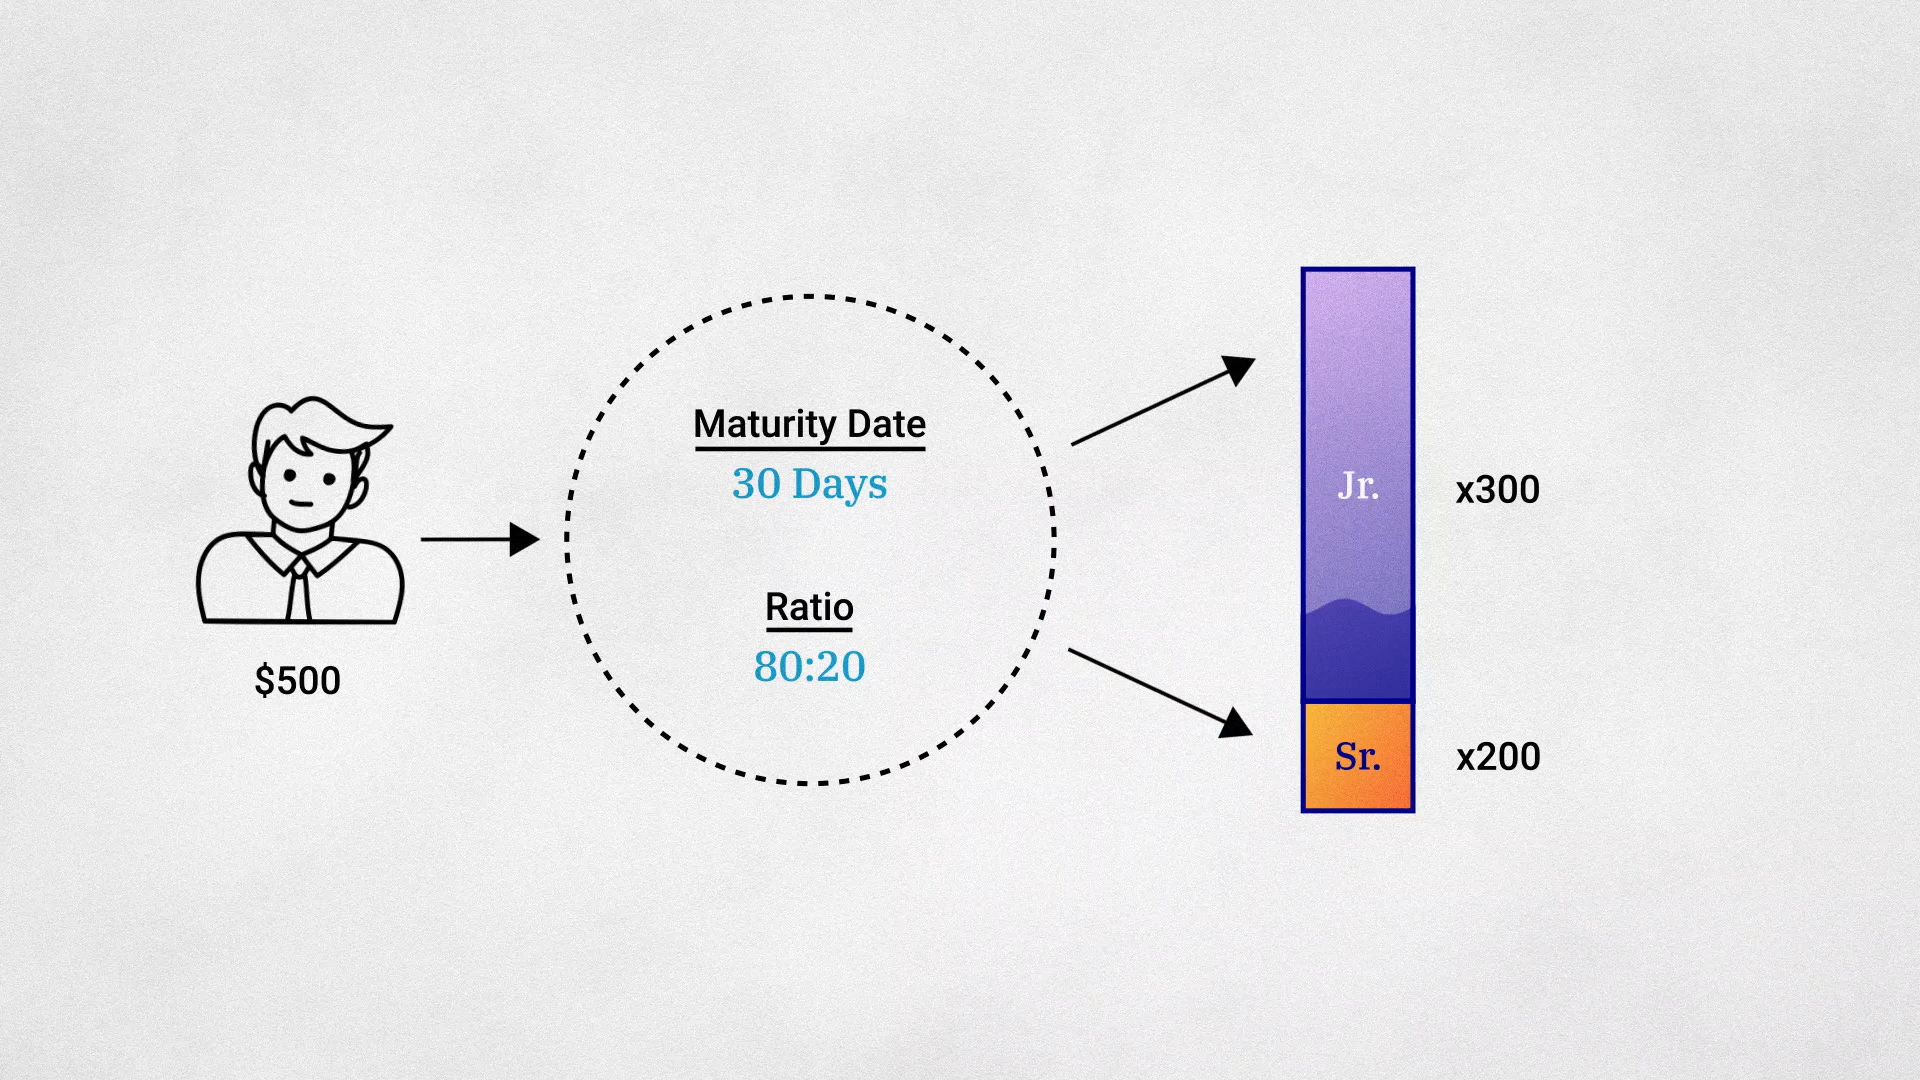 $500
Maturity Date
30 Days
Ratio
80:20
Jr.
x300
Sr.
x200